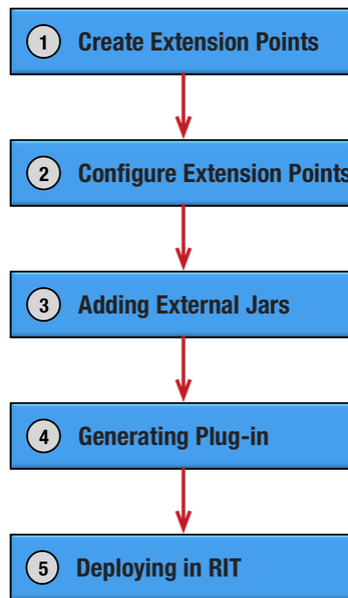 1 Create Extension Points
2 Configure Extension Points
3 Adding External Jars
4 Generating Plug-in
5 Deploying in RIT